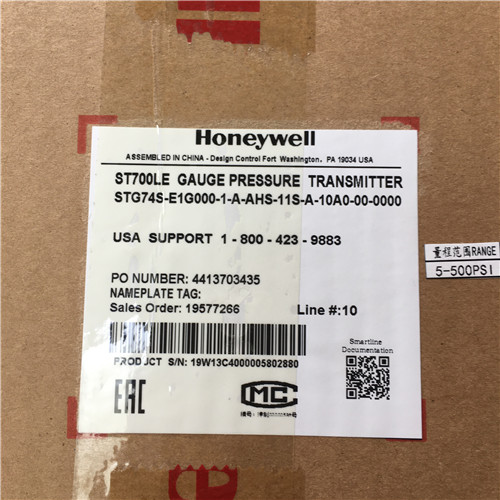 Honeywell
ASSEMBLED IN CHINA - Design Control Fort Washington, PA 19034 USA
ST700LE GAUGE PRESSURE TRANSMITTER
STG74S-E1G000-1-A-AHS-11S-A-10A0-00-0000
USA SUPPORT 1 - 800 - 423 - 9883
量程范围RANGE
5-500PSI
PO NUMBER: 4413703435
NAMEPLATE TAG:
Sales Order: 19577266
Line #:10
PRODUCT S/N: 19W13C4000005802880
Smartline
Documentation
EAC
MC